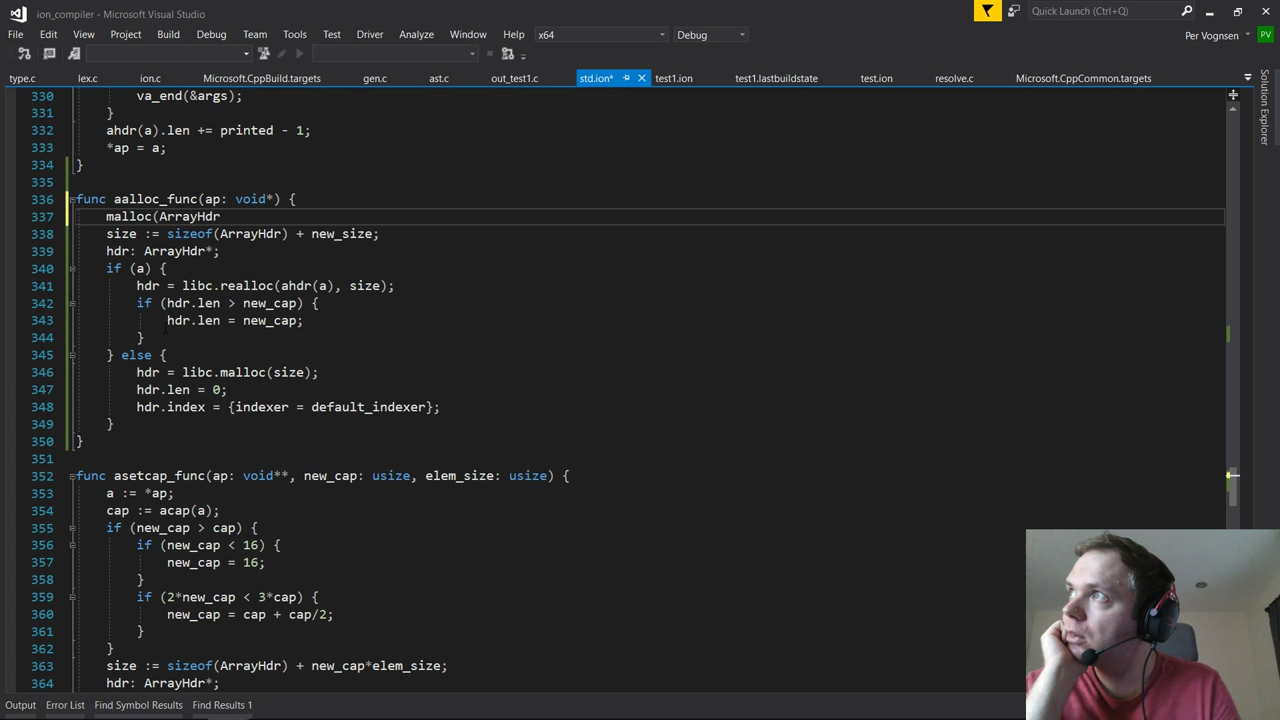 ion_compiler - Microsoft Visual Studio
Quick Launch (Ctrl+Q)
File Edit View Project Build Debug Team Tools Test Driver Analyze Window Help x64 Debug
Per Vognsen PV
type.c lex.c ion.c Microsoft.CppBuild.targets gen.c ast.c out_test1.c std.ion* test1.ion test1.lastbuildstate test.ion resolve.c Microsoft.CppCommon.targets
Solution Explorer
330 va_end(&args);
331 }
332 ahdr(a).len += printed - 1;
333 *ap = a;
334 }
335
336 func aalloc_func(ap: void*) {
337 malloc(ArrayHdr
338 size := sizeof(ArrayHdr) + new_size;
339 hdr: ArrayHdr*;
340 if (a) {
341 hdr = libc.realloc(ahdr(a), size);
342 if (hdr.len > new_cap) {
343 hdr.len = new_cap;
344 }
345 } else {
346 hdr = libc.malloc(size);
347 hdr.len = 0;
348 hdr.index = {indexer = default_indexer};
349 }
350 }
351
352 func asetcap_func(ap: void**, new_cap: usize, elem_size: usize) {
353 a := *ap;
354 cap := acap(a);
355 if (new_cap > cap) {
356 if (new_cap < 16) {
357 new_cap = 16;
358 }
359 if (2*new_cap < 3*cap) {
360 new_cap = cap + cap/2;
361 }
362 }
363 size := sizeof(ArrayHdr) + new_cap*elem_size;
364 hdr: ArrayHdr*;
Output Error List Find Symbol Results Find Results 1